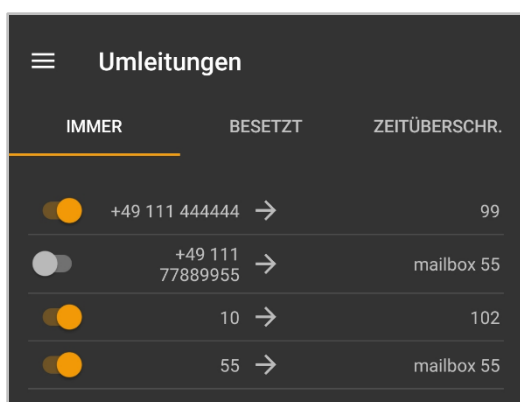 Umleitungen
IMMER BESETZT ZEITÜBERSCHR.
+49 111 444444 → 99
+49 111
77889955 → mailbox 55
10 → 102
55 → mailbox 55